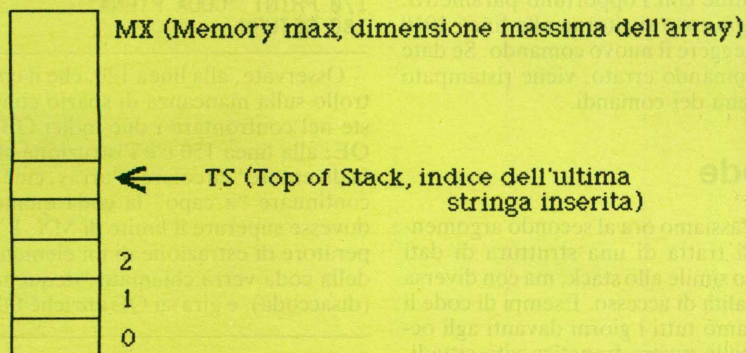 MX (Memory max, dimensione massima dell'array)
TS (Top of Stack, indice dell'ultima
stringa inserita)
2
1
0